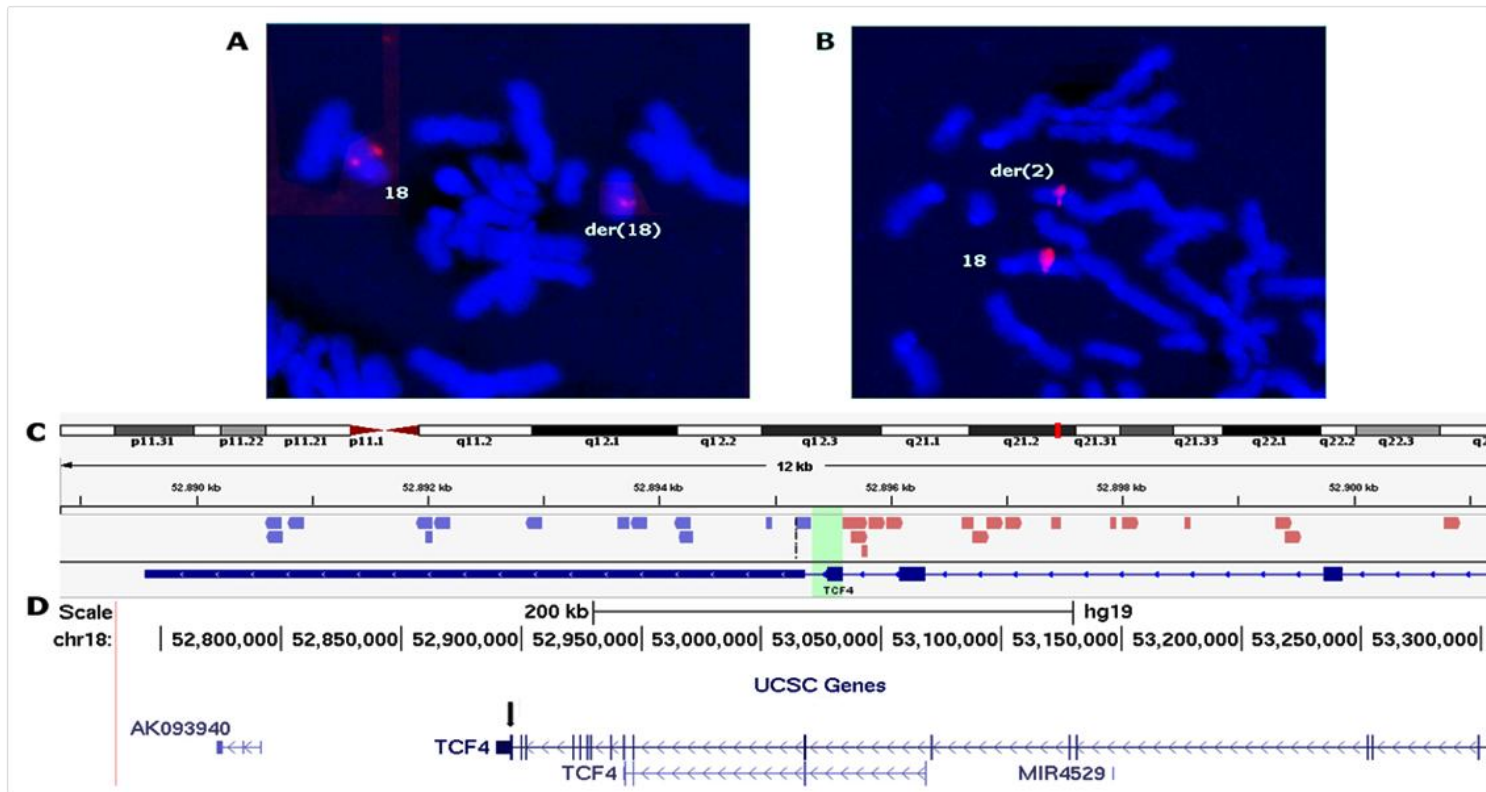 A
B
18
der(18)
der(2)
18
C
p11.31 p11.22 p11.21 p11.1 q11.2 q12.1 q12.2 q12.3 q21.1 q21.2 q21.31 q21.33 q22.1 q22.2 q22.3
12 kb
52.890 kb 52.892 kb 52.894 kb 52.896 kb 52.898 kb 52.900 kb
TCF4
D
Scale 200 kb hg19
chr18: 52,800,000 52,850,000 52,900,000 52,950,000 53,000,000 53,050,000 53,100,000 53,150,000 53,200,000 53,250,000 53,300,000
UCSC Genes
AK093940
TCF4
TCF4 MIR4529